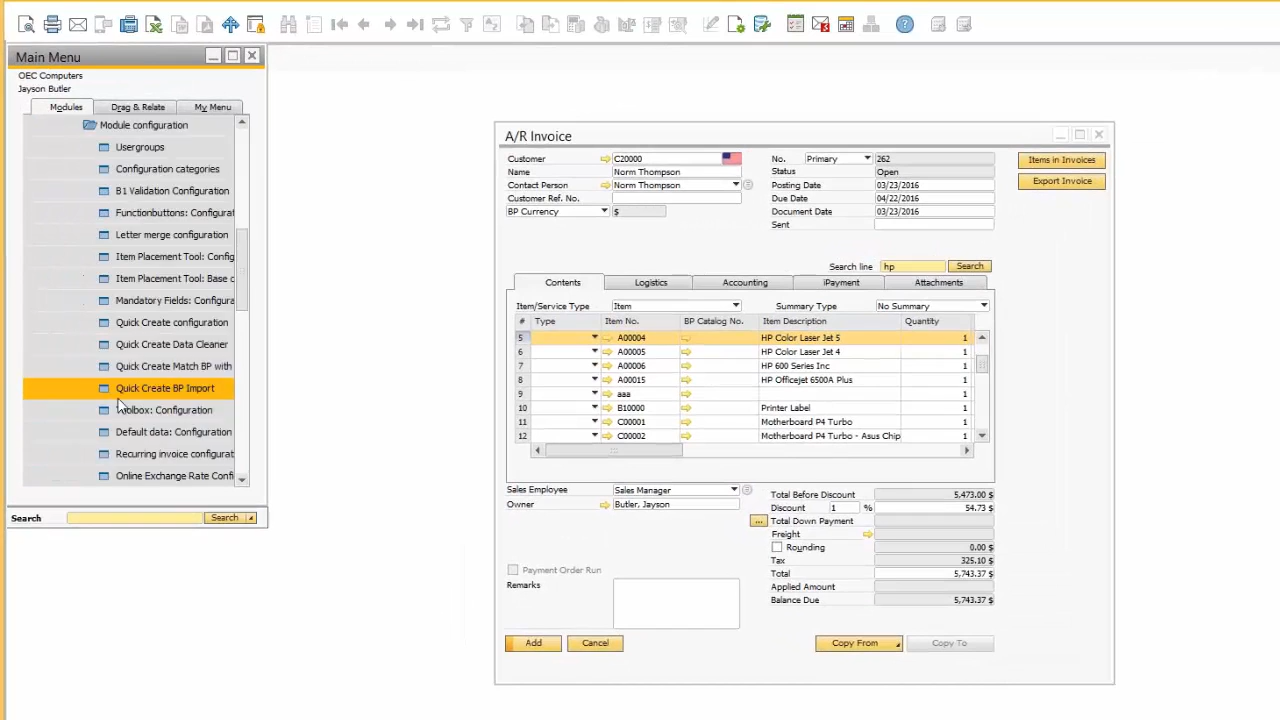 Main Menu
OEC Computers
Jayson Butler
Modules Drag & Relate My Menu
Module configuration
Usergroups
Configuration categories
B1 Validation Configuration
Functionbuttons: Configurat
Letter merge configuration
Item Placement Tool: Config
Item Placement Tool: Base c
Mandatory Fields: Configura
Quick Create configuration
Quick Create Data Cleaner
Quick Create Match BP with
Quick Create BP Import
Toolbox: Configuration
Default data: Configuration
Recurring invoice configurat
Online Exchange Rate Confi
Search Search
A/R Invoice
Customer C20000 No. Primary 262 Items in Invoices
Name Norm Thompson Status Open
Contact Person Norm Thompson Posting Date 03/23/2016 Export Invoice
Customer Ref. No. Due Date 04/22/2016
BP Currency $ Document Date 03/23/2016
Sent
Search line hp Search
Contents Logistics Accounting iPayment Attachments
Item/Service Type Item Summary Type No Summary
# Type Item No. BP Catalog No. Item Description Quantity
5 A00004 HP Color Laser Jet 5 1
6 A00005 HP Color Laser Jet 4 1
7 A00006 HP 600 Series Inc 1
8 A00015 HP Officejet 6500A Plus 1
9 aaa 1
10 B10000 Printer Label 1
11 C00001 Motherboard P4 Turbo 1
12 C00002 Motherboard P4 Turbo - Asus Chip 1
Sales Employee Sales Manager Total Before Discount 5,473.00 $
Owner Butler, Jayson Discount 1 % 54.73 $
... Total Down Payment
Freight
Rounding 0.00 $
Tax 325.10 $
Payment Order Run Total 5,743.37 $
Remarks Applied Amount
Balance Due 5,743.37 $
Add Cancel Copy From Copy To